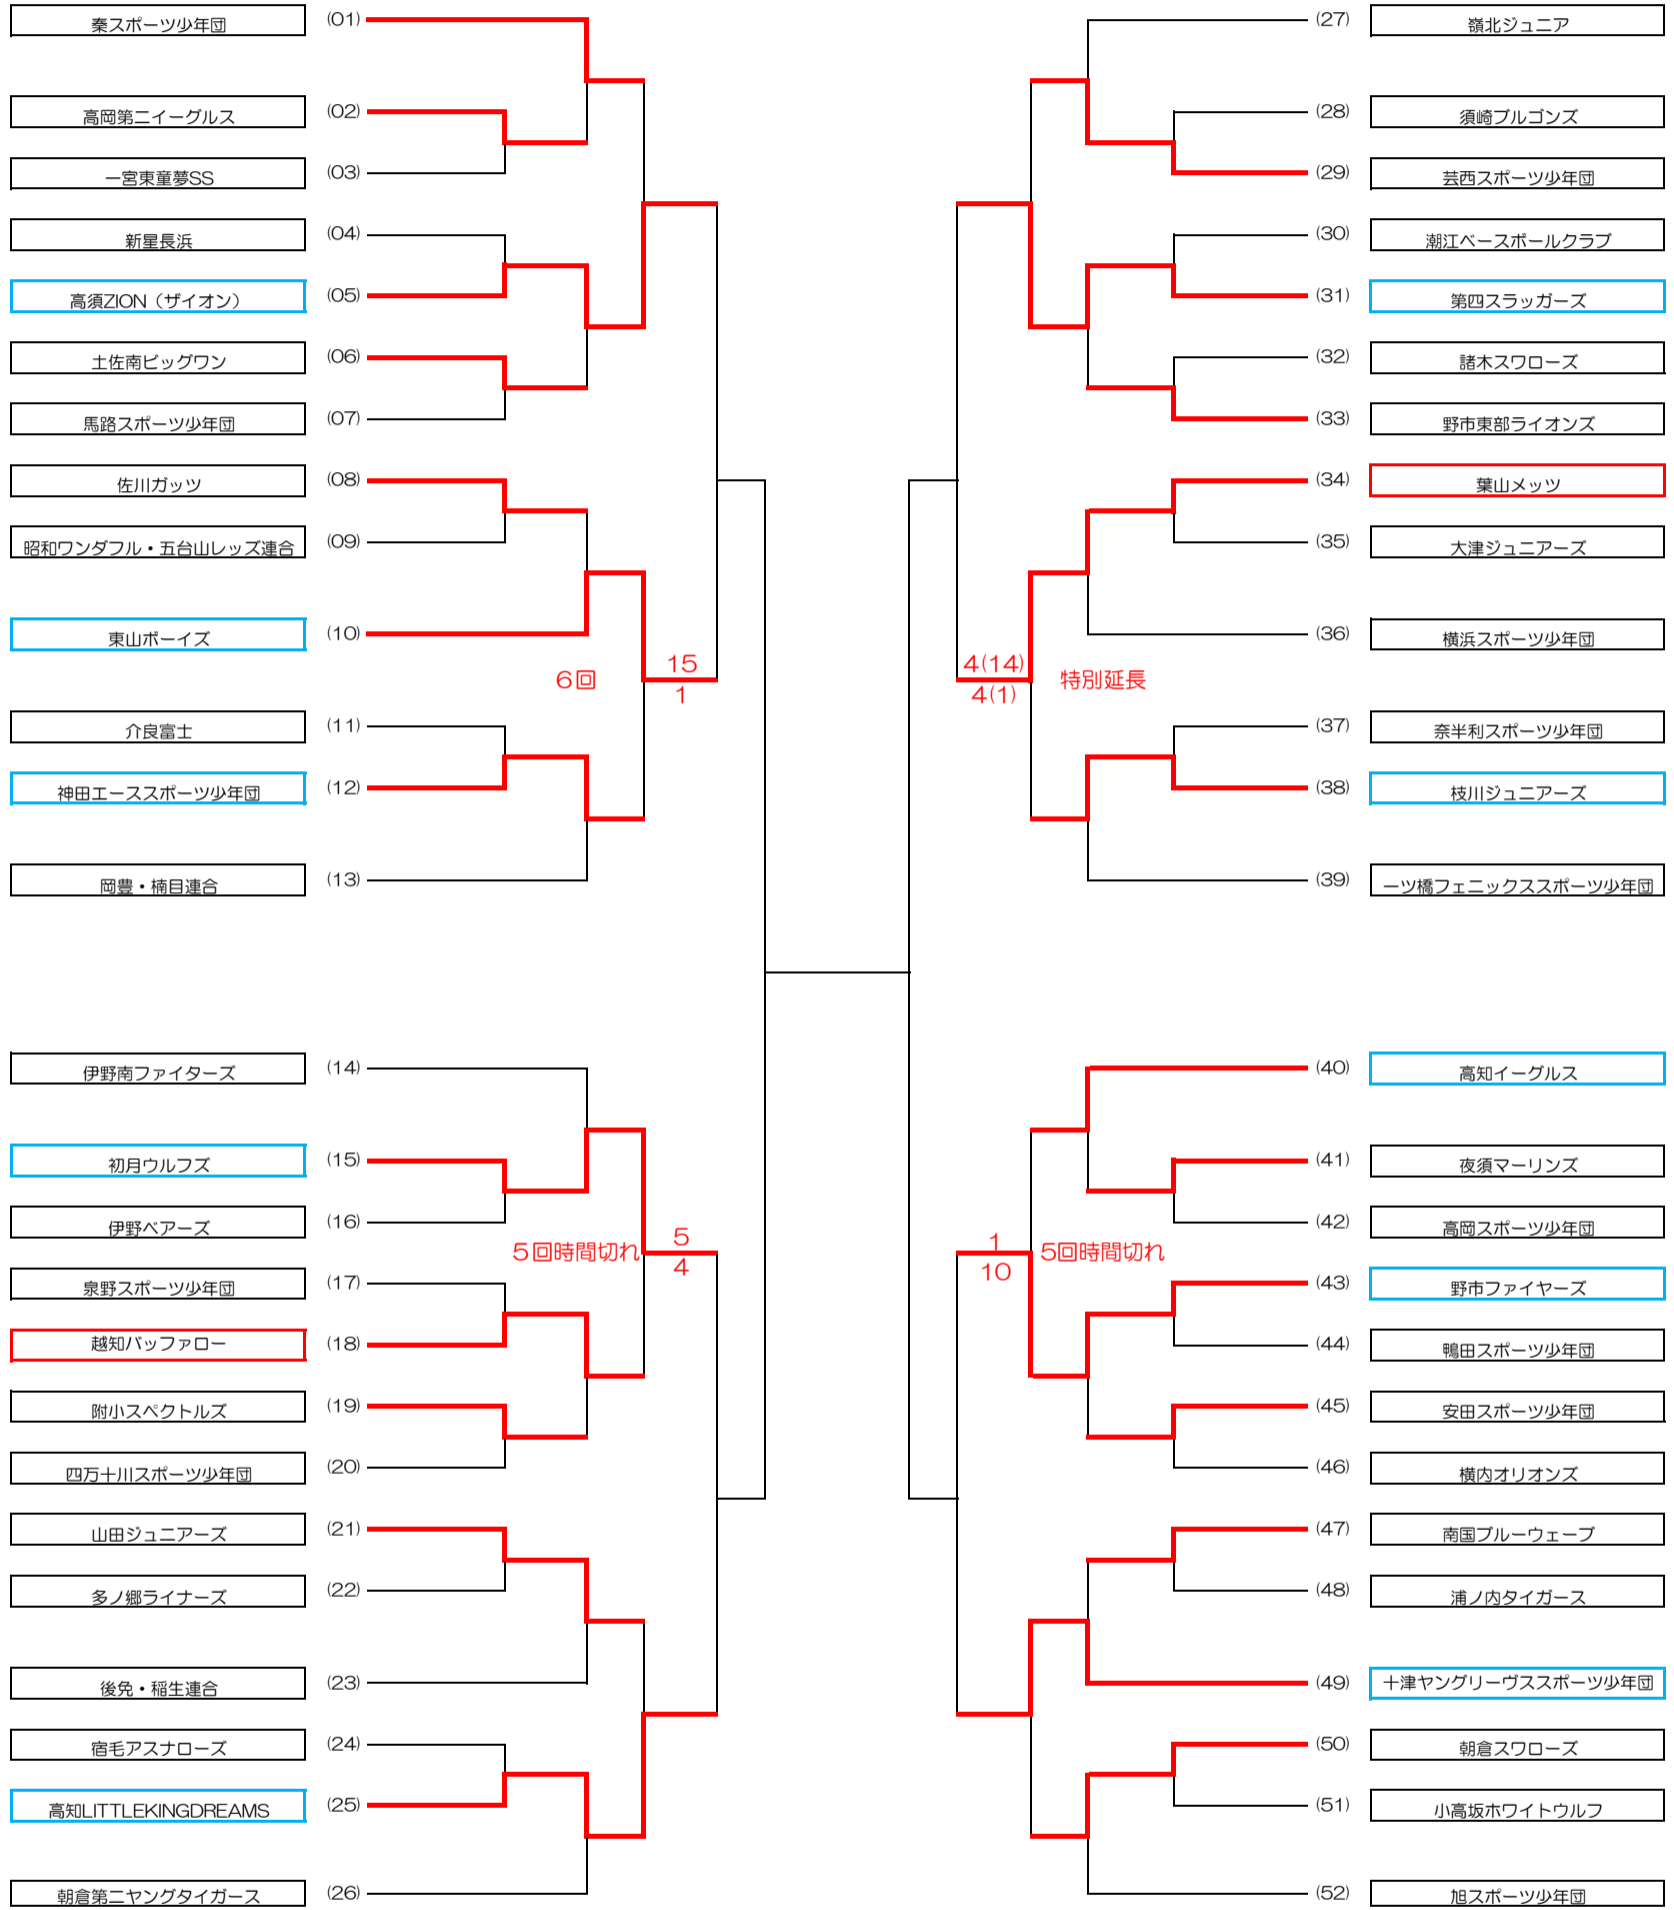 秦スポーツ少年団 (01)
高岡第二イーグルス (02)
一宮東童夢SS (03)
新星長浜 (04)
高須ZION（ザイオン） (05)
土佐南ビッグワン (06)
馬路スポーツ少年団 (07)
佐川ガッツ (08)
昭和ワンダフル・五台山レッズ連合 (09)
東山ボーイズ (10)
6回
15
1
介良富士 (11)
神田エーススポーツ少年団 (12)
岡豊・楠目連合 (13)
伊野南ファイターズ (14)
初月ウルフズ (15)
伊野ベアーズ (16)
5回時間切れ
5
4
泉野スポーツ少年団 (17)
越知バッファロー (18)
附小スペクトルズ (19)
四万十川スポーツ少年団 (20)
山田ジュニアーズ (21)
多ノ郷ライナーズ (22)
後免・稲生連合 (23)
宿毛アスナローズ (24)
高知LITTLEKINGDREAMS (25)
朝倉第二ヤングタイガース (26)
(27) 嶺北ジュニア
(28) 須崎ブルゴンズ
(29) 芸西スポーツ少年団
(30) 潮江ベースボールクラブ
(31) 第四スラッガーズ
(32) 諸木スワローズ
(33) 野市東部ライオンズ
(34) 葉山メッツ
(35) 大津ジュニアーズ
(36) 横浜スポーツ少年団
4(14)
4(1)
特別延長
(37) 奈半利スポーツ少年団
(38) 枝川ジュニアーズ
(39) 一ツ橋フェニックススポーツ少年団
(40) 高知イーグルス
(41) 夜須マーリンズ
(42) 高岡スポーツ少年団
1
10
5回時間切れ
(43) 野市ファイヤーズ
(44) 鴨田スポーツ少年団
(45) 安田スポーツ少年団
(46) 横内オリオンズ
(47) 南国ブルーウェーブ
(48) 浦ノ内タイガース
(49) 十津ヤングリーヴススポーツ少年団
(50) 朝倉スワローズ
(51) 小高坂ホワイトウルフ
(52) 旭スポーツ少年団